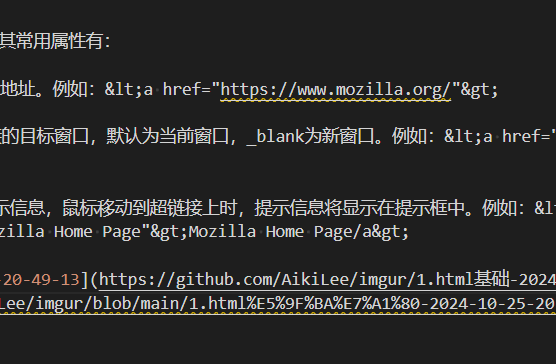 其常用属性有：
地址。例如：&lt;a href="https://www.mozilla.org/"&gt;
的目标窗口，默认为当前窗口，_blank为新窗口。例如：&lt;a href="
示信息，鼠标移动到超链接上时，提示信息将显示在提示框中。例如：&l
zilla Home Page"&gt;Mozilla Home Page/a&gt;
-20-49-13](https://github.com/AikiLee/imgur/1.html基础-2024
Lee/imgur/blob/main/1.html%E5%9F%BA%E7%A1%80-2024-10-25-20